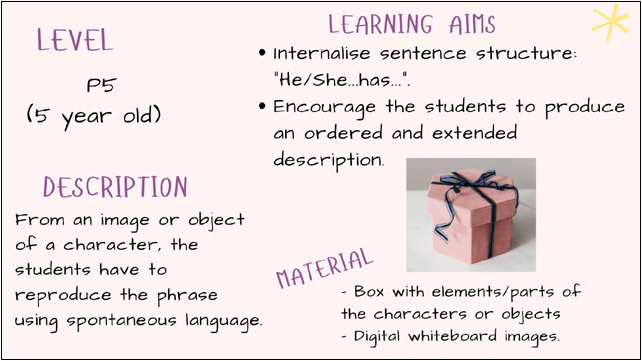 LEVEL
P5
(5 year old)
LEARNING AIMS
• Internalise sentence structure:
"He/She...has...".
• Encourage the students to produce
an ordered and extended
description.
DESCRIPTION
From an image or object
of a character, the
students have to
reproduce the phrase
using spontaneous language.
MATERIAL
- Box with elements/parts of
the characters or objects
- Digital whiteboard images.